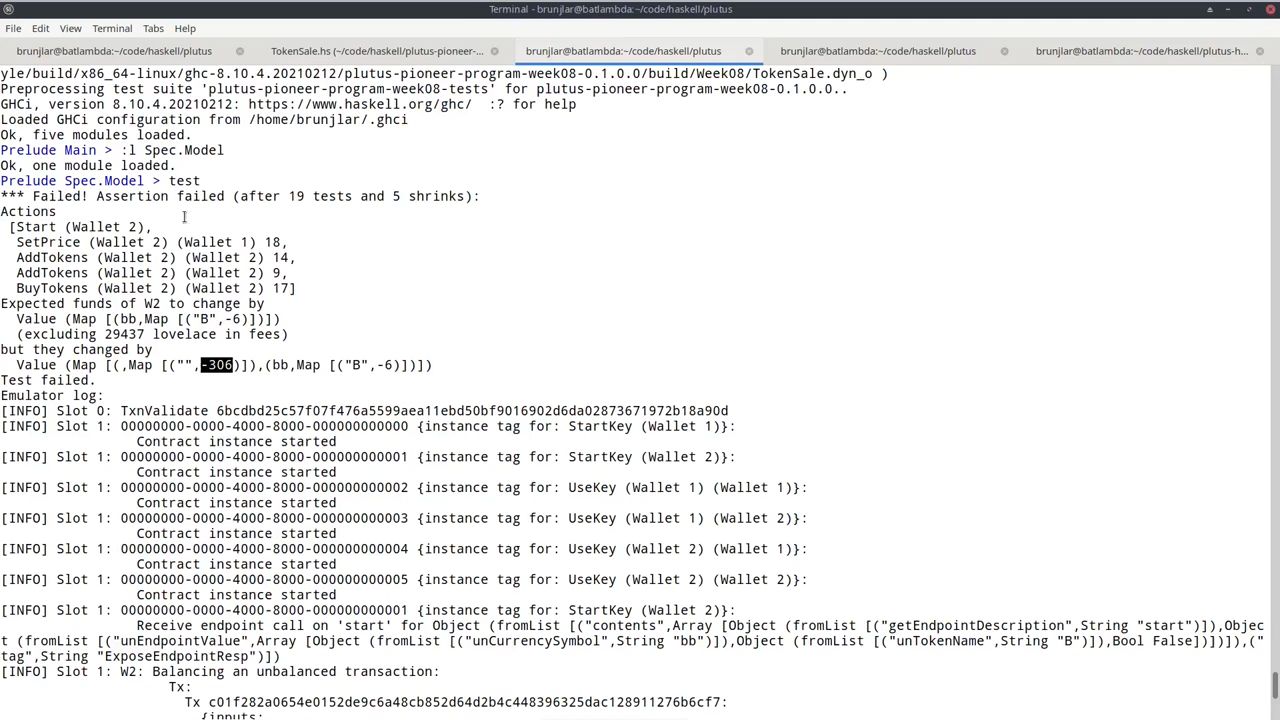 Terminal - brunjlar@batlambda:~/code/haskell/plutus
File Edit View Terminal Tabs Help
brunjlar@batlambda:~/code/haskell/plutus
TokenSale.hs (~/code/haskell/plutus-pioneer-...
brunjlar@batlambda:~/code/haskell/plutus
brunjlar@batlambda:~/code/haskell/plutus
brunjlar@batlambda:~/code/haskell/plutus-h...
yle/build/x86_64-linux/ghc-8.10.4.20210212/plutus-pioneer-program-week08-0.1.0.0/build/Week08/TokenSale.dyn_o )
Preprocessing test suite 'plutus-pioneer-program-week08-tests' for plutus-pioneer-program-week08-0.1.0.0..
GHCi, version 8.10.4.20210212: https://www.haskell.org/ghc/  :? for help
Loaded GHCi configuration from /home/brunjlar/.ghci
Ok, five modules loaded.
Prelude Main > :l Spec.Model
Ok, one module loaded.
Prelude Spec.Model > test
*** Failed! Assertion failed (after 19 tests and 5 shrinks):
Actions
[Start (Wallet 2),
SetPrice (Wallet 2) (Wallet 1) 18,
AddTokens (Wallet 2) (Wallet 2) 14,
AddTokens (Wallet 2) (Wallet 2) 9,
BuyTokens (Wallet 2) (Wallet 2) 17]
Expected funds of W2 to change by
Value (Map [(bb,Map [("B",-6)])])
(excluding 29437 lovelace in fees)
but they changed by
Value (Map [(,Map [("",-306)]),(bb,Map [("B",-6)])])
Test failed.
Emulator log:
[INFO] Slot 0: TxnValidate 6bcdbd25c57f07f476a5599aea11ebd50bf9016902d6da02873671972b18a90d
[INFO] Slot 1: 00000000-0000-4000-8000-000000000000 {instance tag for: StartKey (Wallet 1)}:
Contract instance started
[INFO] Slot 1: 00000000-0000-4000-8000-000000000001 {instance tag for: StartKey (Wallet 2)}:
Contract instance started
[INFO] Slot 1: 00000000-0000-4000-8000-000000000002 {instance tag for: UseKey (Wallet 1) (Wallet 1)}:
Contract instance started
[INFO] Slot 1: 00000000-0000-4000-8000-000000000003 {instance tag for: UseKey (Wallet 1) (Wallet 2)}:
Contract instance started
[INFO] Slot 1: 00000000-0000-4000-8000-000000000004 {instance tag for: UseKey (Wallet 2) (Wallet 1)}:
Contract instance started
[INFO] Slot 1: 00000000-0000-4000-8000-000000000005 {instance tag for: UseKey (Wallet 2) (Wallet 2)}:
Contract instance started
[INFO] Slot 1: 00000000-0000-4000-8000-000000000001 {instance tag for: StartKey (Wallet 2)}:
Receive endpoint call on 'start' for Object (fromList [("contents",Array [Object (fromList [("getEndpointDescription",String "start")]),Objec
t (fromList [("unEndpointValue",Array [Object (fromList [("unCurrencySymbol",String "bb")]),Object (fromList [("unTokenName",String "B")]),Bool False])])]),("
tag",String "ExposeEndpointResp")])
[INFO] Slot 1: W2: Balancing an unbalanced transaction:
Tx:
Tx c01f282a0654e0152de9c6a48cb852d64d2b4c448396325dac128911276b6cf7:
{inputs: